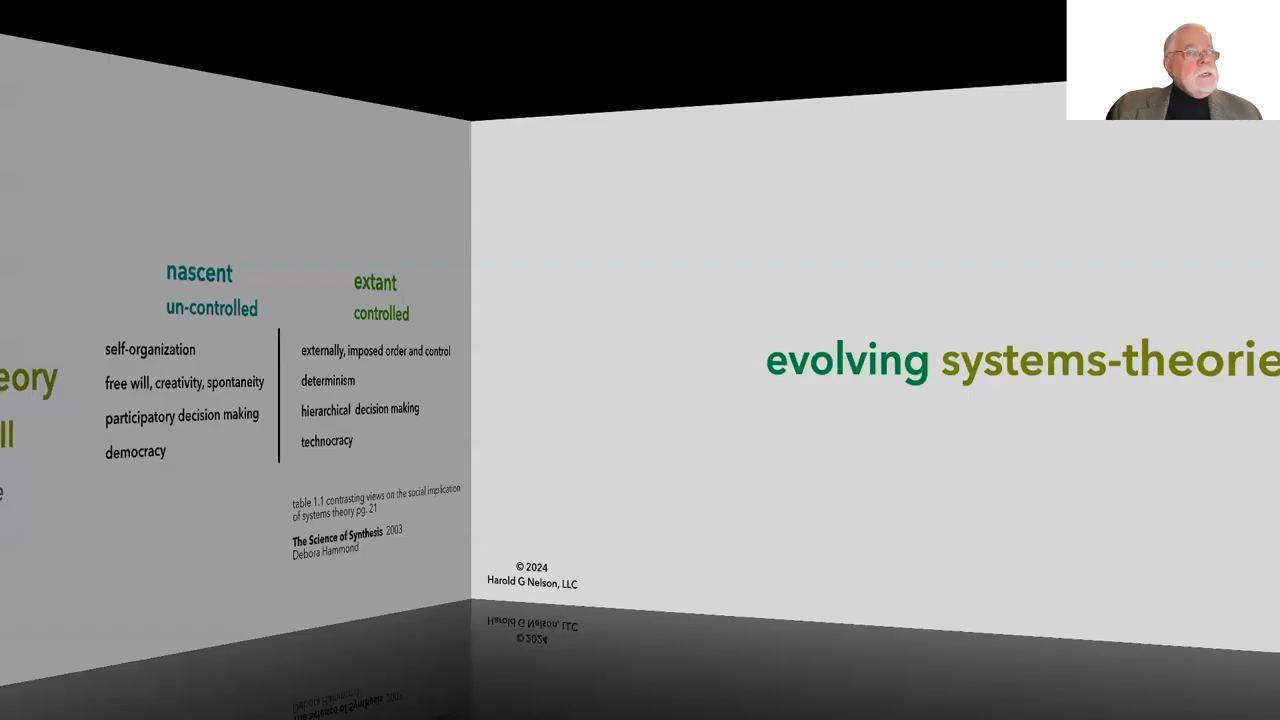 eory
ll
e
nascent
un-controlled
self-organization
free will, creativity, spontaneity
participatory decision making
democracy
extant
controlled
externally, imposed order and control
determinism
hierarchical decision making
technocracy
table 1.1 contrasting views on the social implication
of systems theory pg. 21
The Science of Synthesis 2003
Debora Hammond
evolving systems-theorie
© 2024
Harold G Nelson, LLC